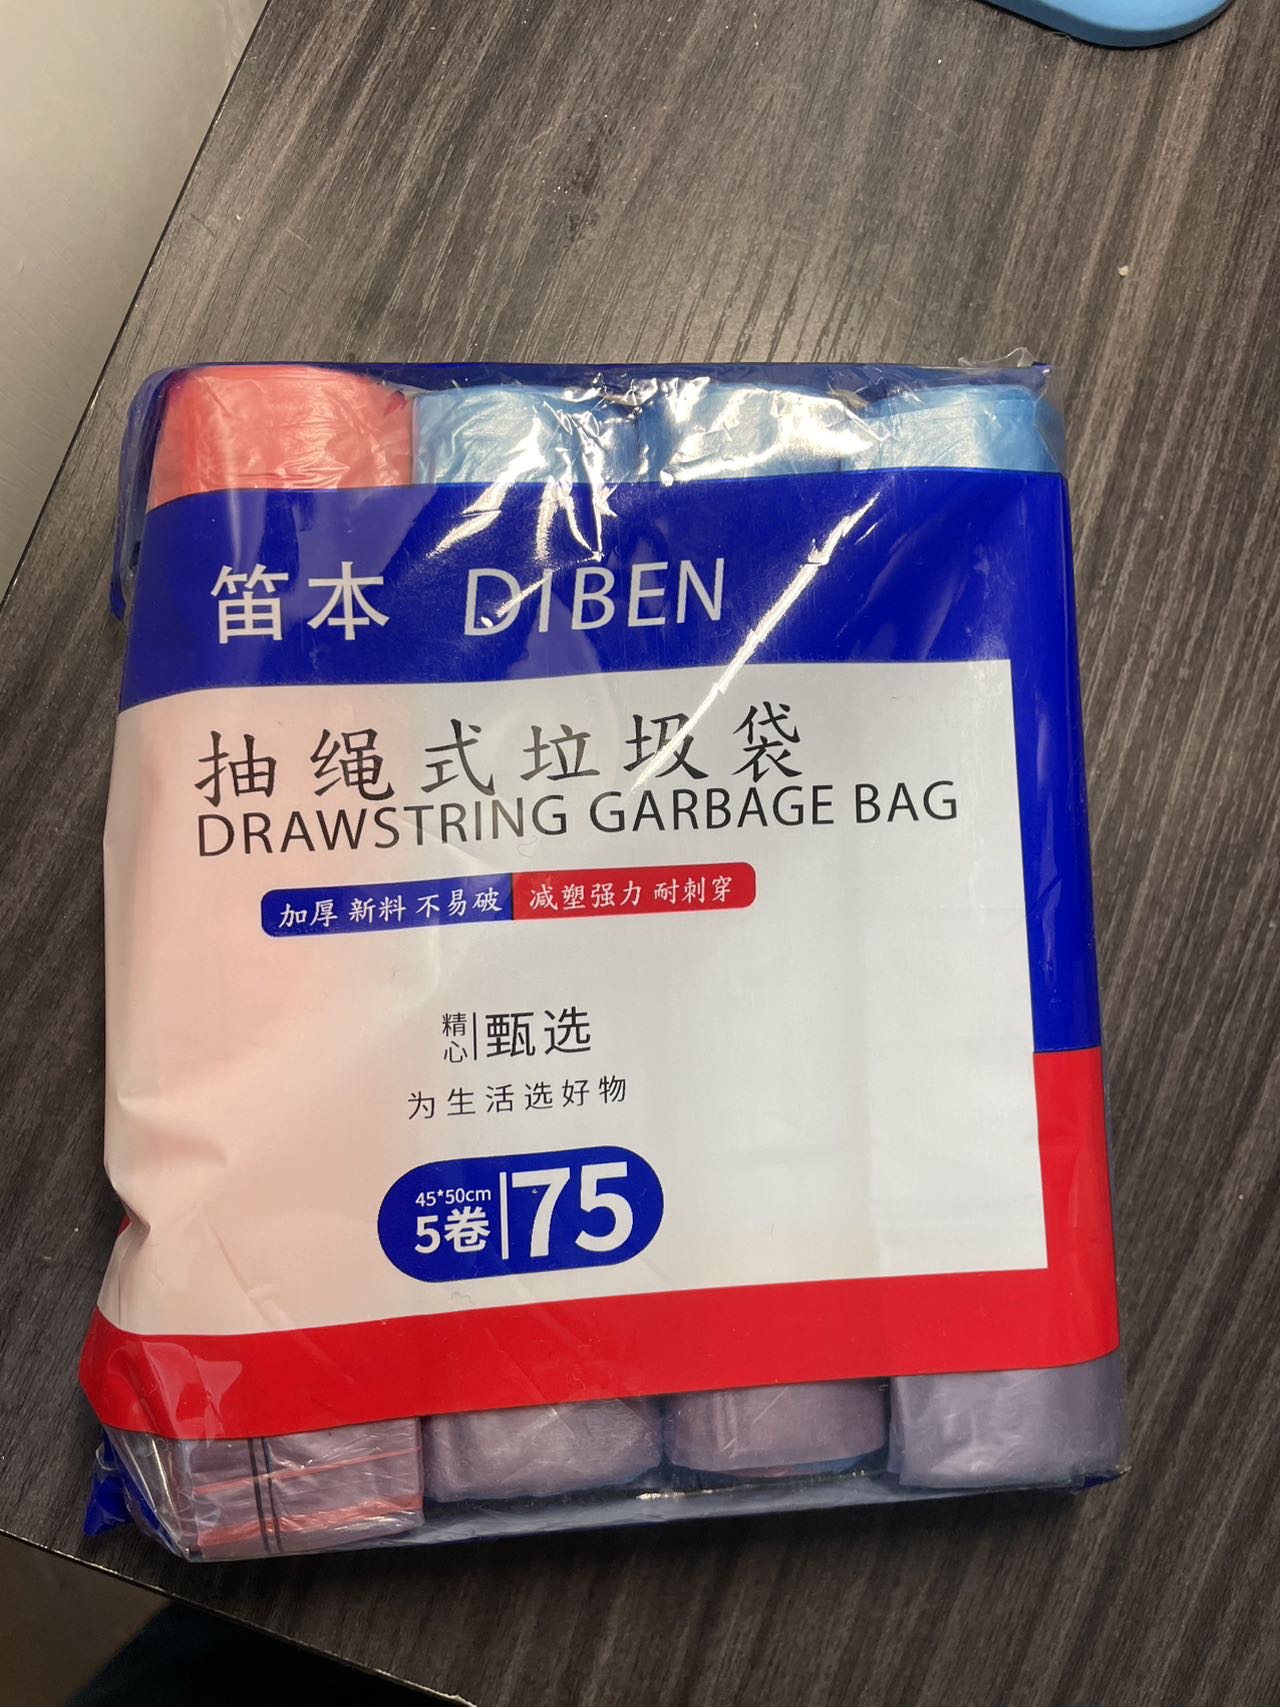 笛本 DIBEN
抽绳式垃圾袋
DRAWSTRING GARBAGE BAG
加厚 新料 不易破 减塑强力 耐刺穿
精心 甄选
为生活选好物
45*50cm
5卷 75